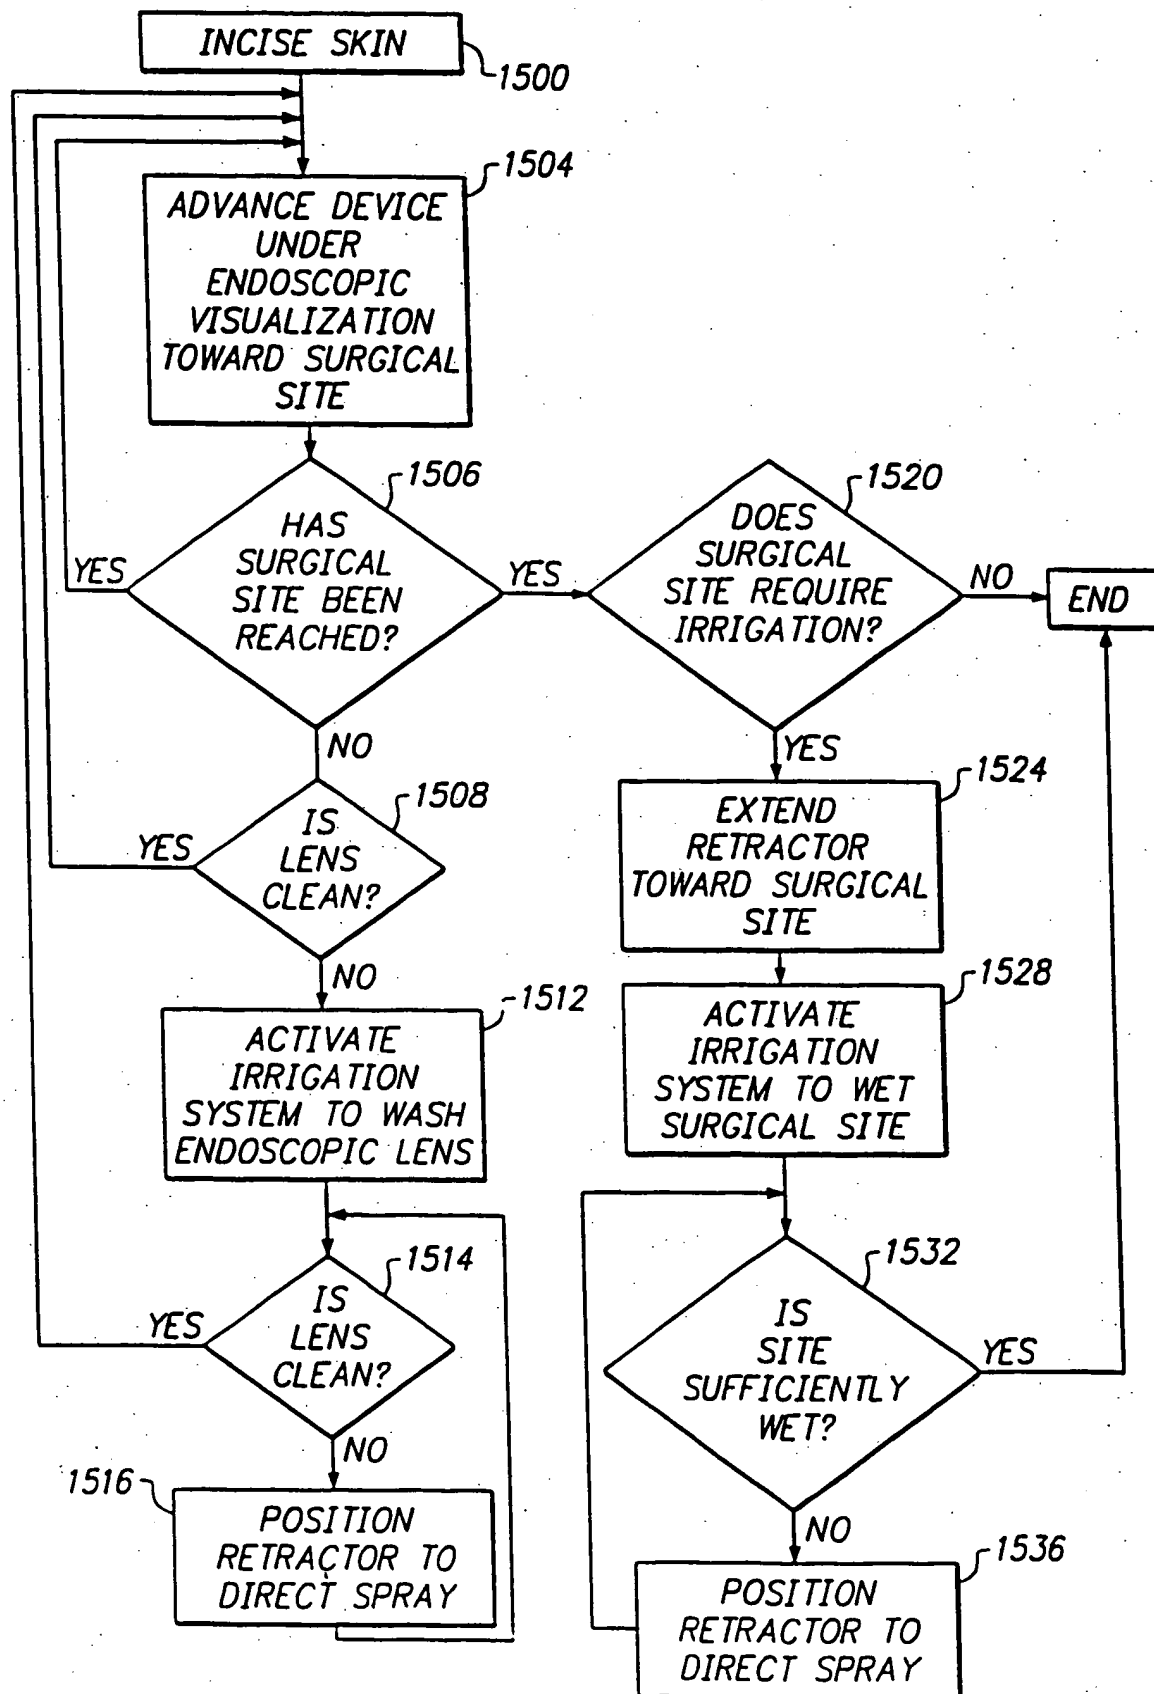 INCISE SKIN
1500
1504
ADVANCE DEVICE
UNDER
ENDOSCOPIC
VISUALIZATION
TOWARD SURGICAL
SITE
1506
HAS
SURGICAL
SITE BEEN
REACHED?
YES
YES
NO
1520
DOES
SURGICAL
SITE REQUIRE
IRRIGATION?
NO
END
YES
1508
IS
LENS
CLEAN?
YES
NO
1524
EXTEND
RETRACTOR
TOWARD SURGICAL
SITE
1512
ACTIVATE
IRRIGATION
SYSTEM TO WASH
ENDOSCOPIC LENS
1528
ACTIVATE
IRRIGATION
SYSTEM TO WET
SURGICAL SITE
1514
IS
LENS
CLEAN?
YES
NO
1532
IS
SITE
SUFFICIENTLY
WET?
YES
NO
1516
POSITION
RETRACTOR TO
DIRECT SPRAY
1536
POSITION
RETRACTOR TO
DIRECT SPRAY